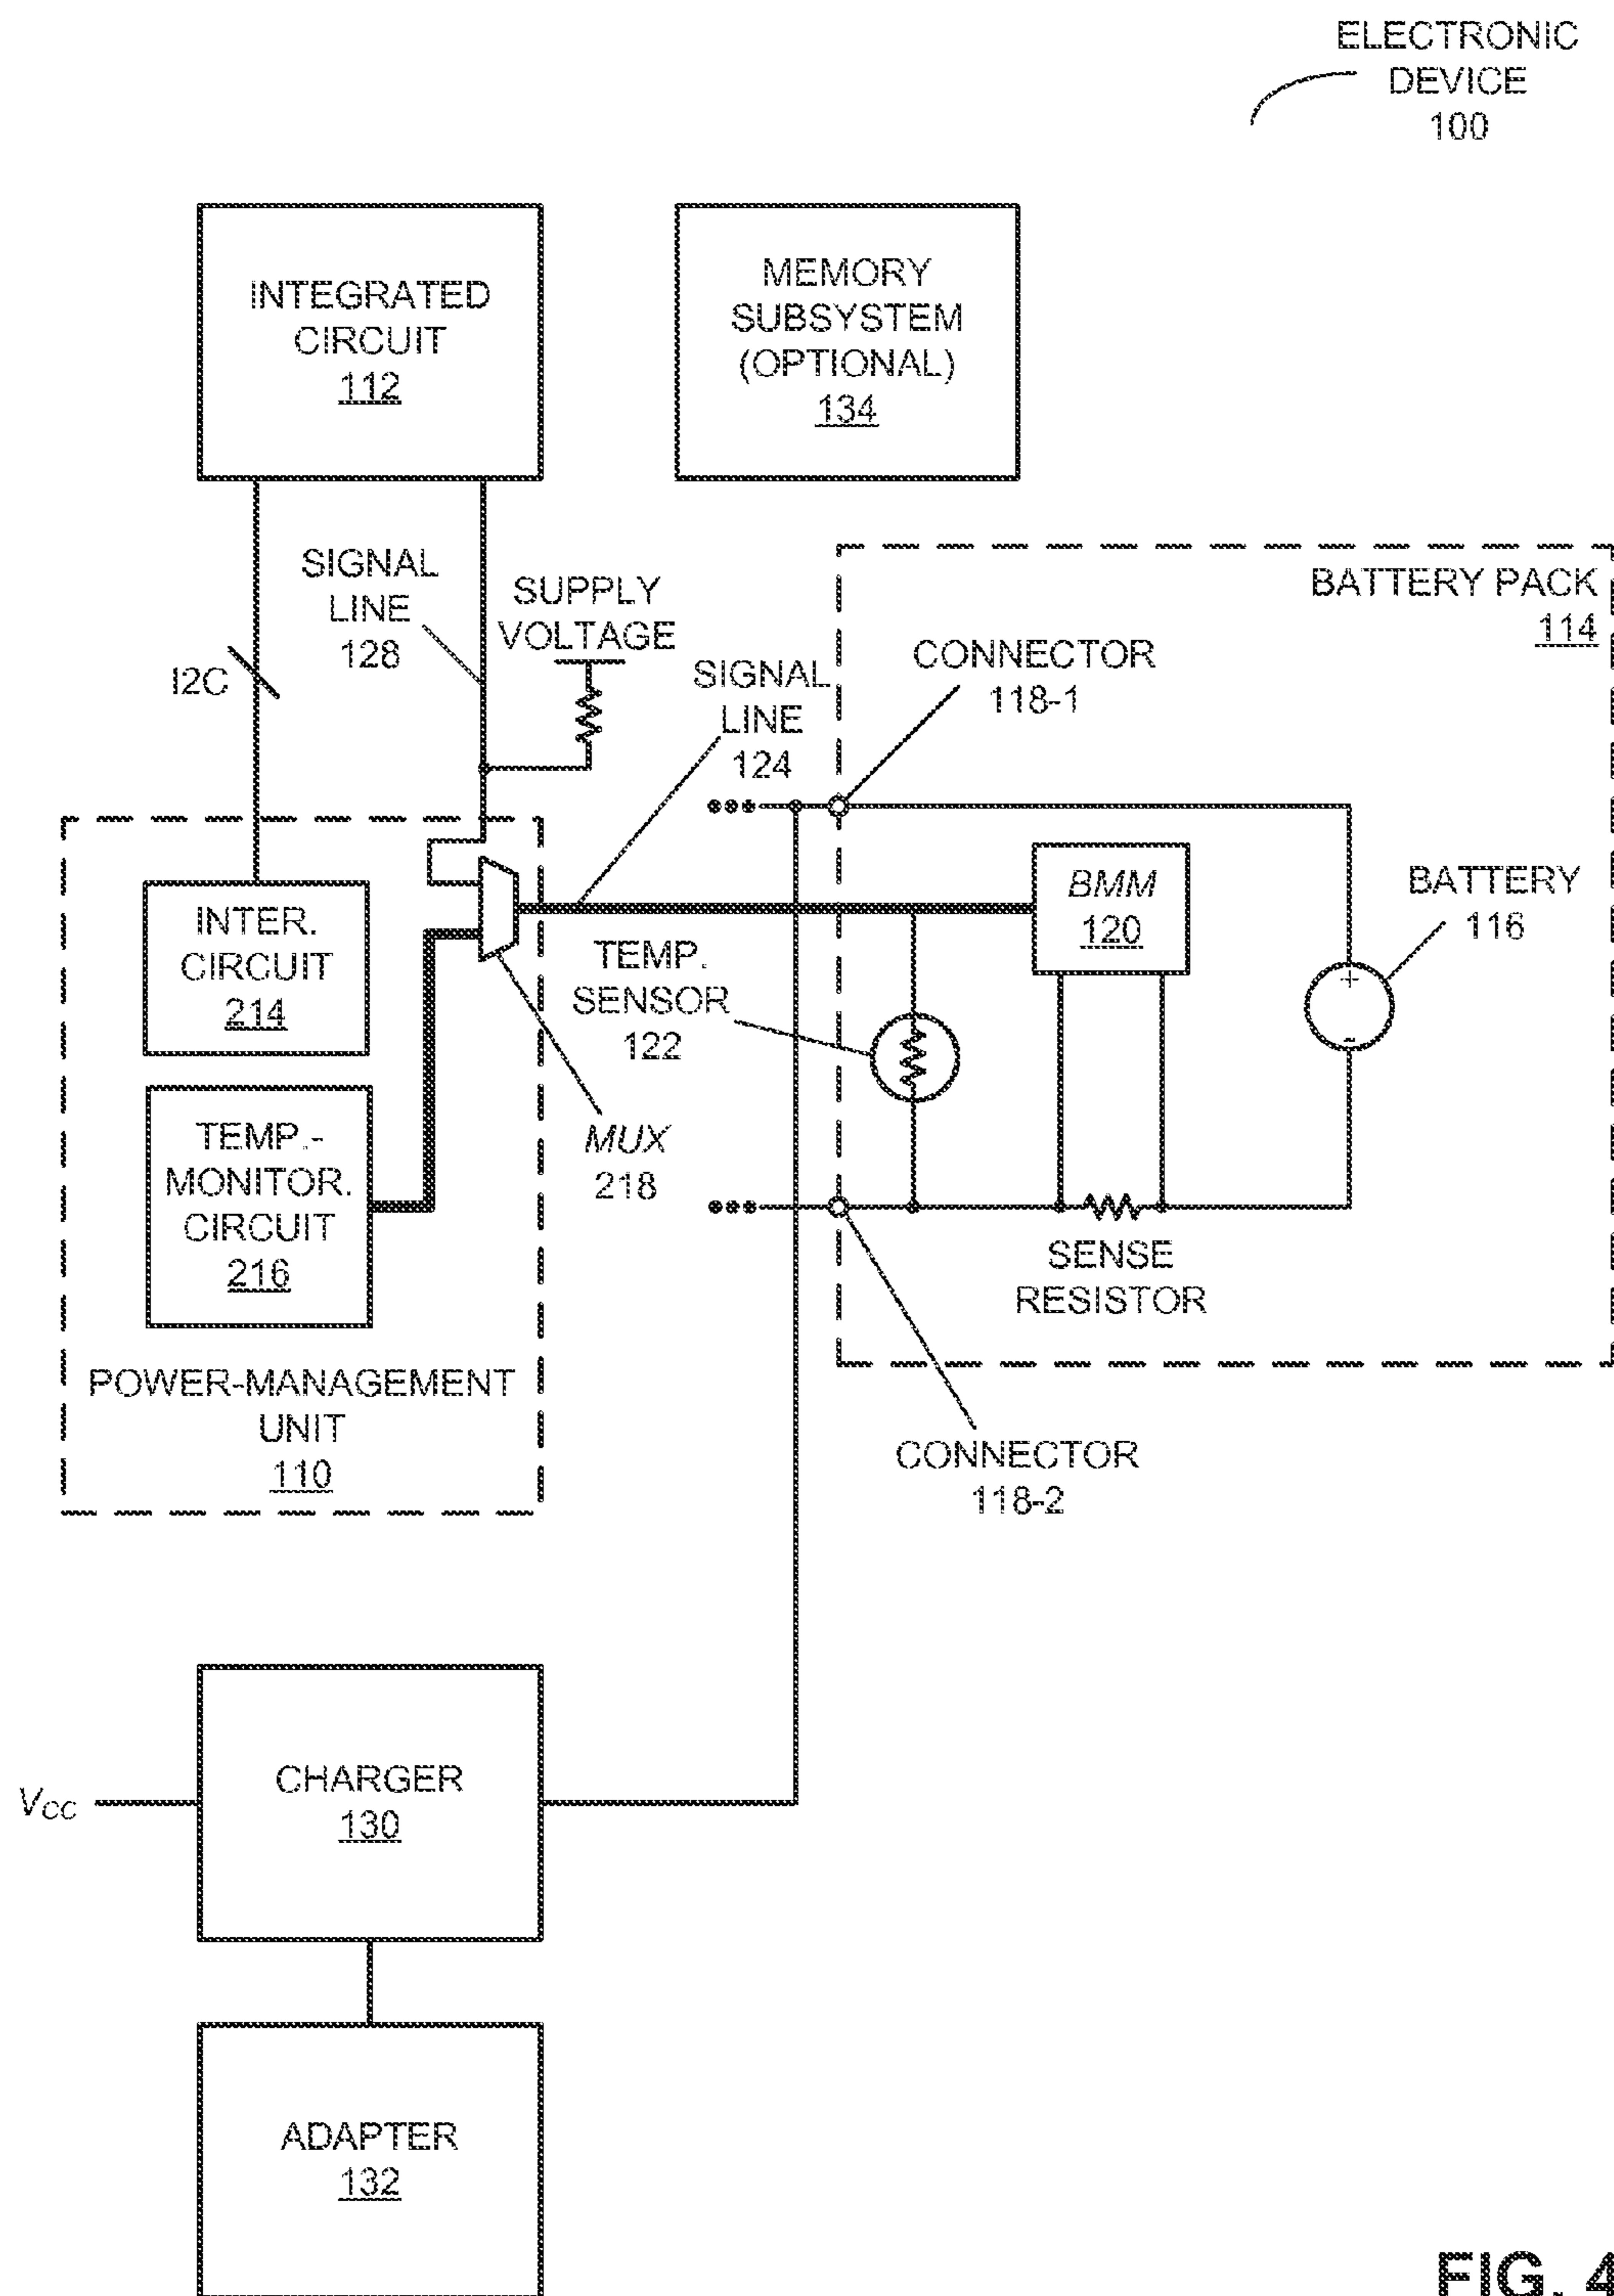 ELECTRONIC
DEVICE
100
INTEGRATED
CIRCUIT
112
MEMORY
SUBSYSTEM
(OPTIONAL)
134
SIGNAL
LINE
128
SUPPLY
VOLTAGE
I2C
SIGNAL
LINE
124
CONNECTOR
118-1
BATTERY PACK
114
INTER.
CIRCUIT
214
TEMP.
SENSOR
122
BMM
120
BATTERY
116
+
-
TEMP.-
MONITOR.
CIRCUIT
216
MUX
218
SENSE
RESISTOR
POWER-MANAGEMENT
UNIT
110
CONNECTOR
118-2
VCC
CHARGER
130
ADAPTER
132
FIG. 4